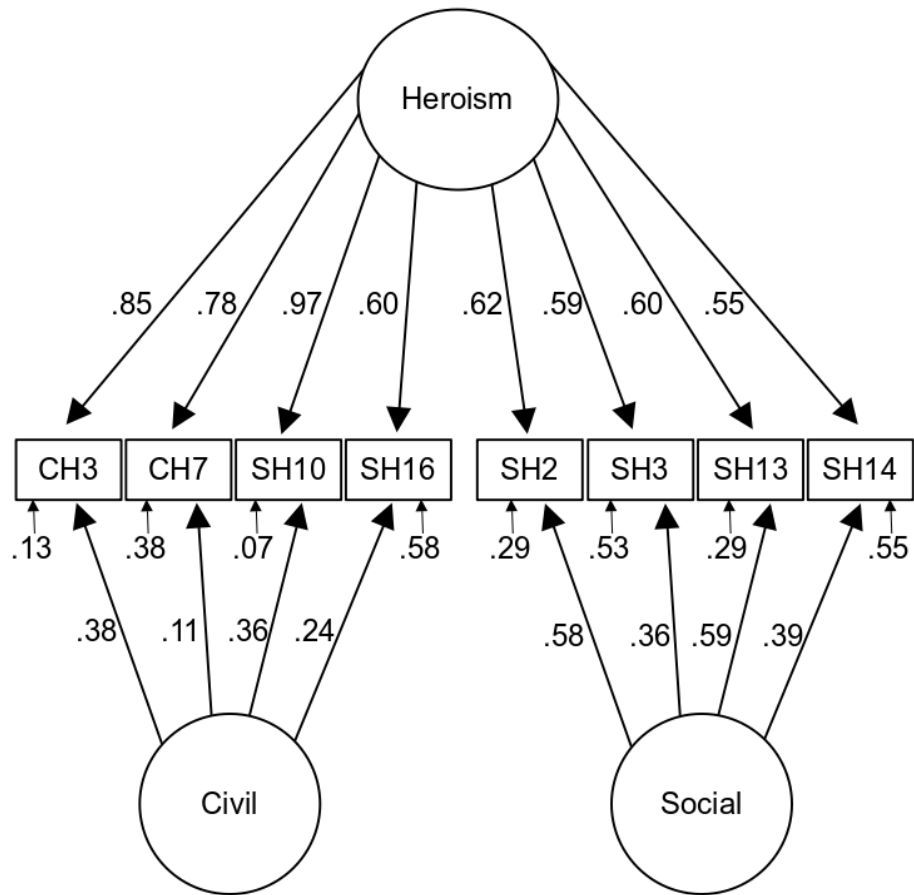 Heroism
.85 .78 .97 .60 .62 .59 .60 .55
CH3 CH7 SH10 SH16 SH2 SH3 SH13 SH14
.13 .38 .07 .58 .29 .53 .29 .55
.38 .11 .36 .24 .58 .36 .59 .39
Civil Social